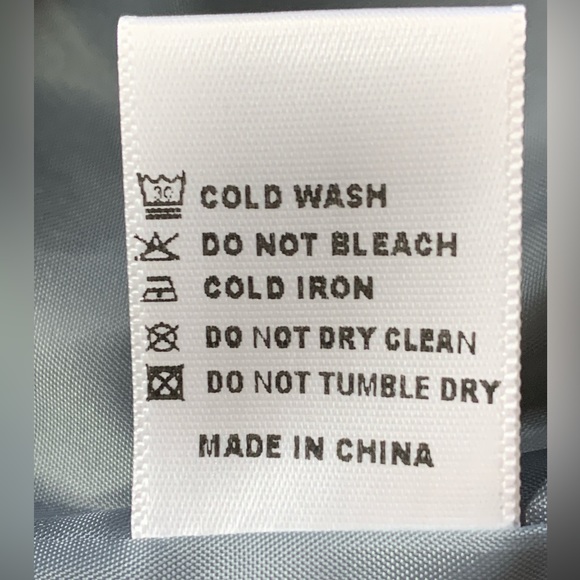 30 COLD WASH
DO NOT BLEACH
COLD IRON
DO NOT DRY CLEAN
DO NOT TUMBLE DRY
MADE IN CHINA